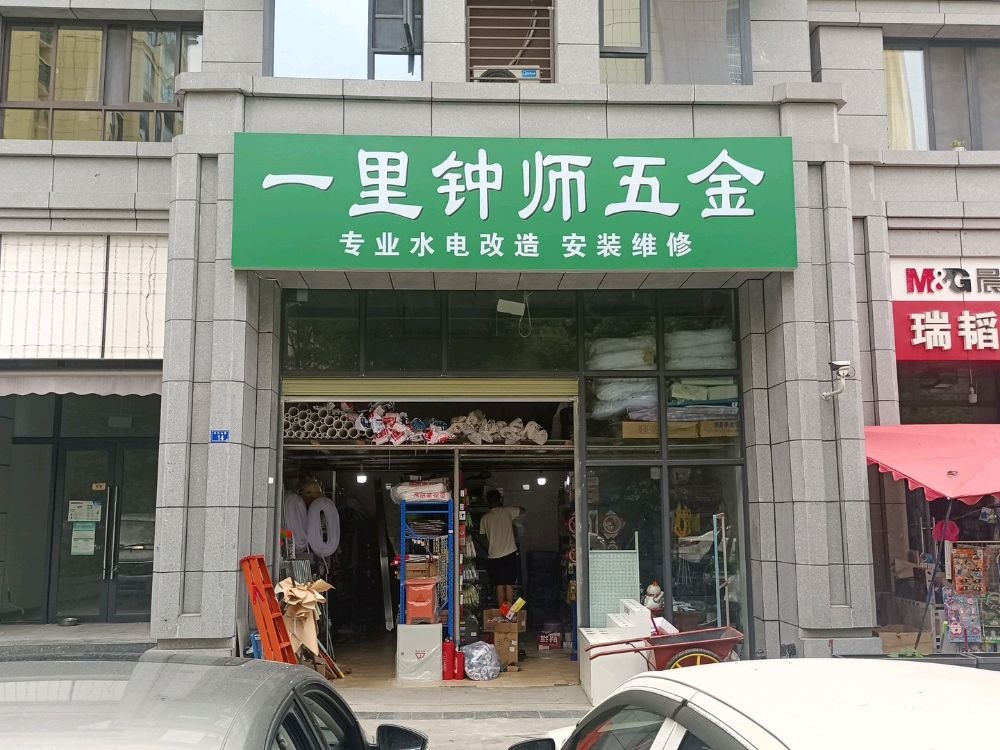 一里钟师五金
专业水电改造 安装维修
M&G晨
瑞韬
14